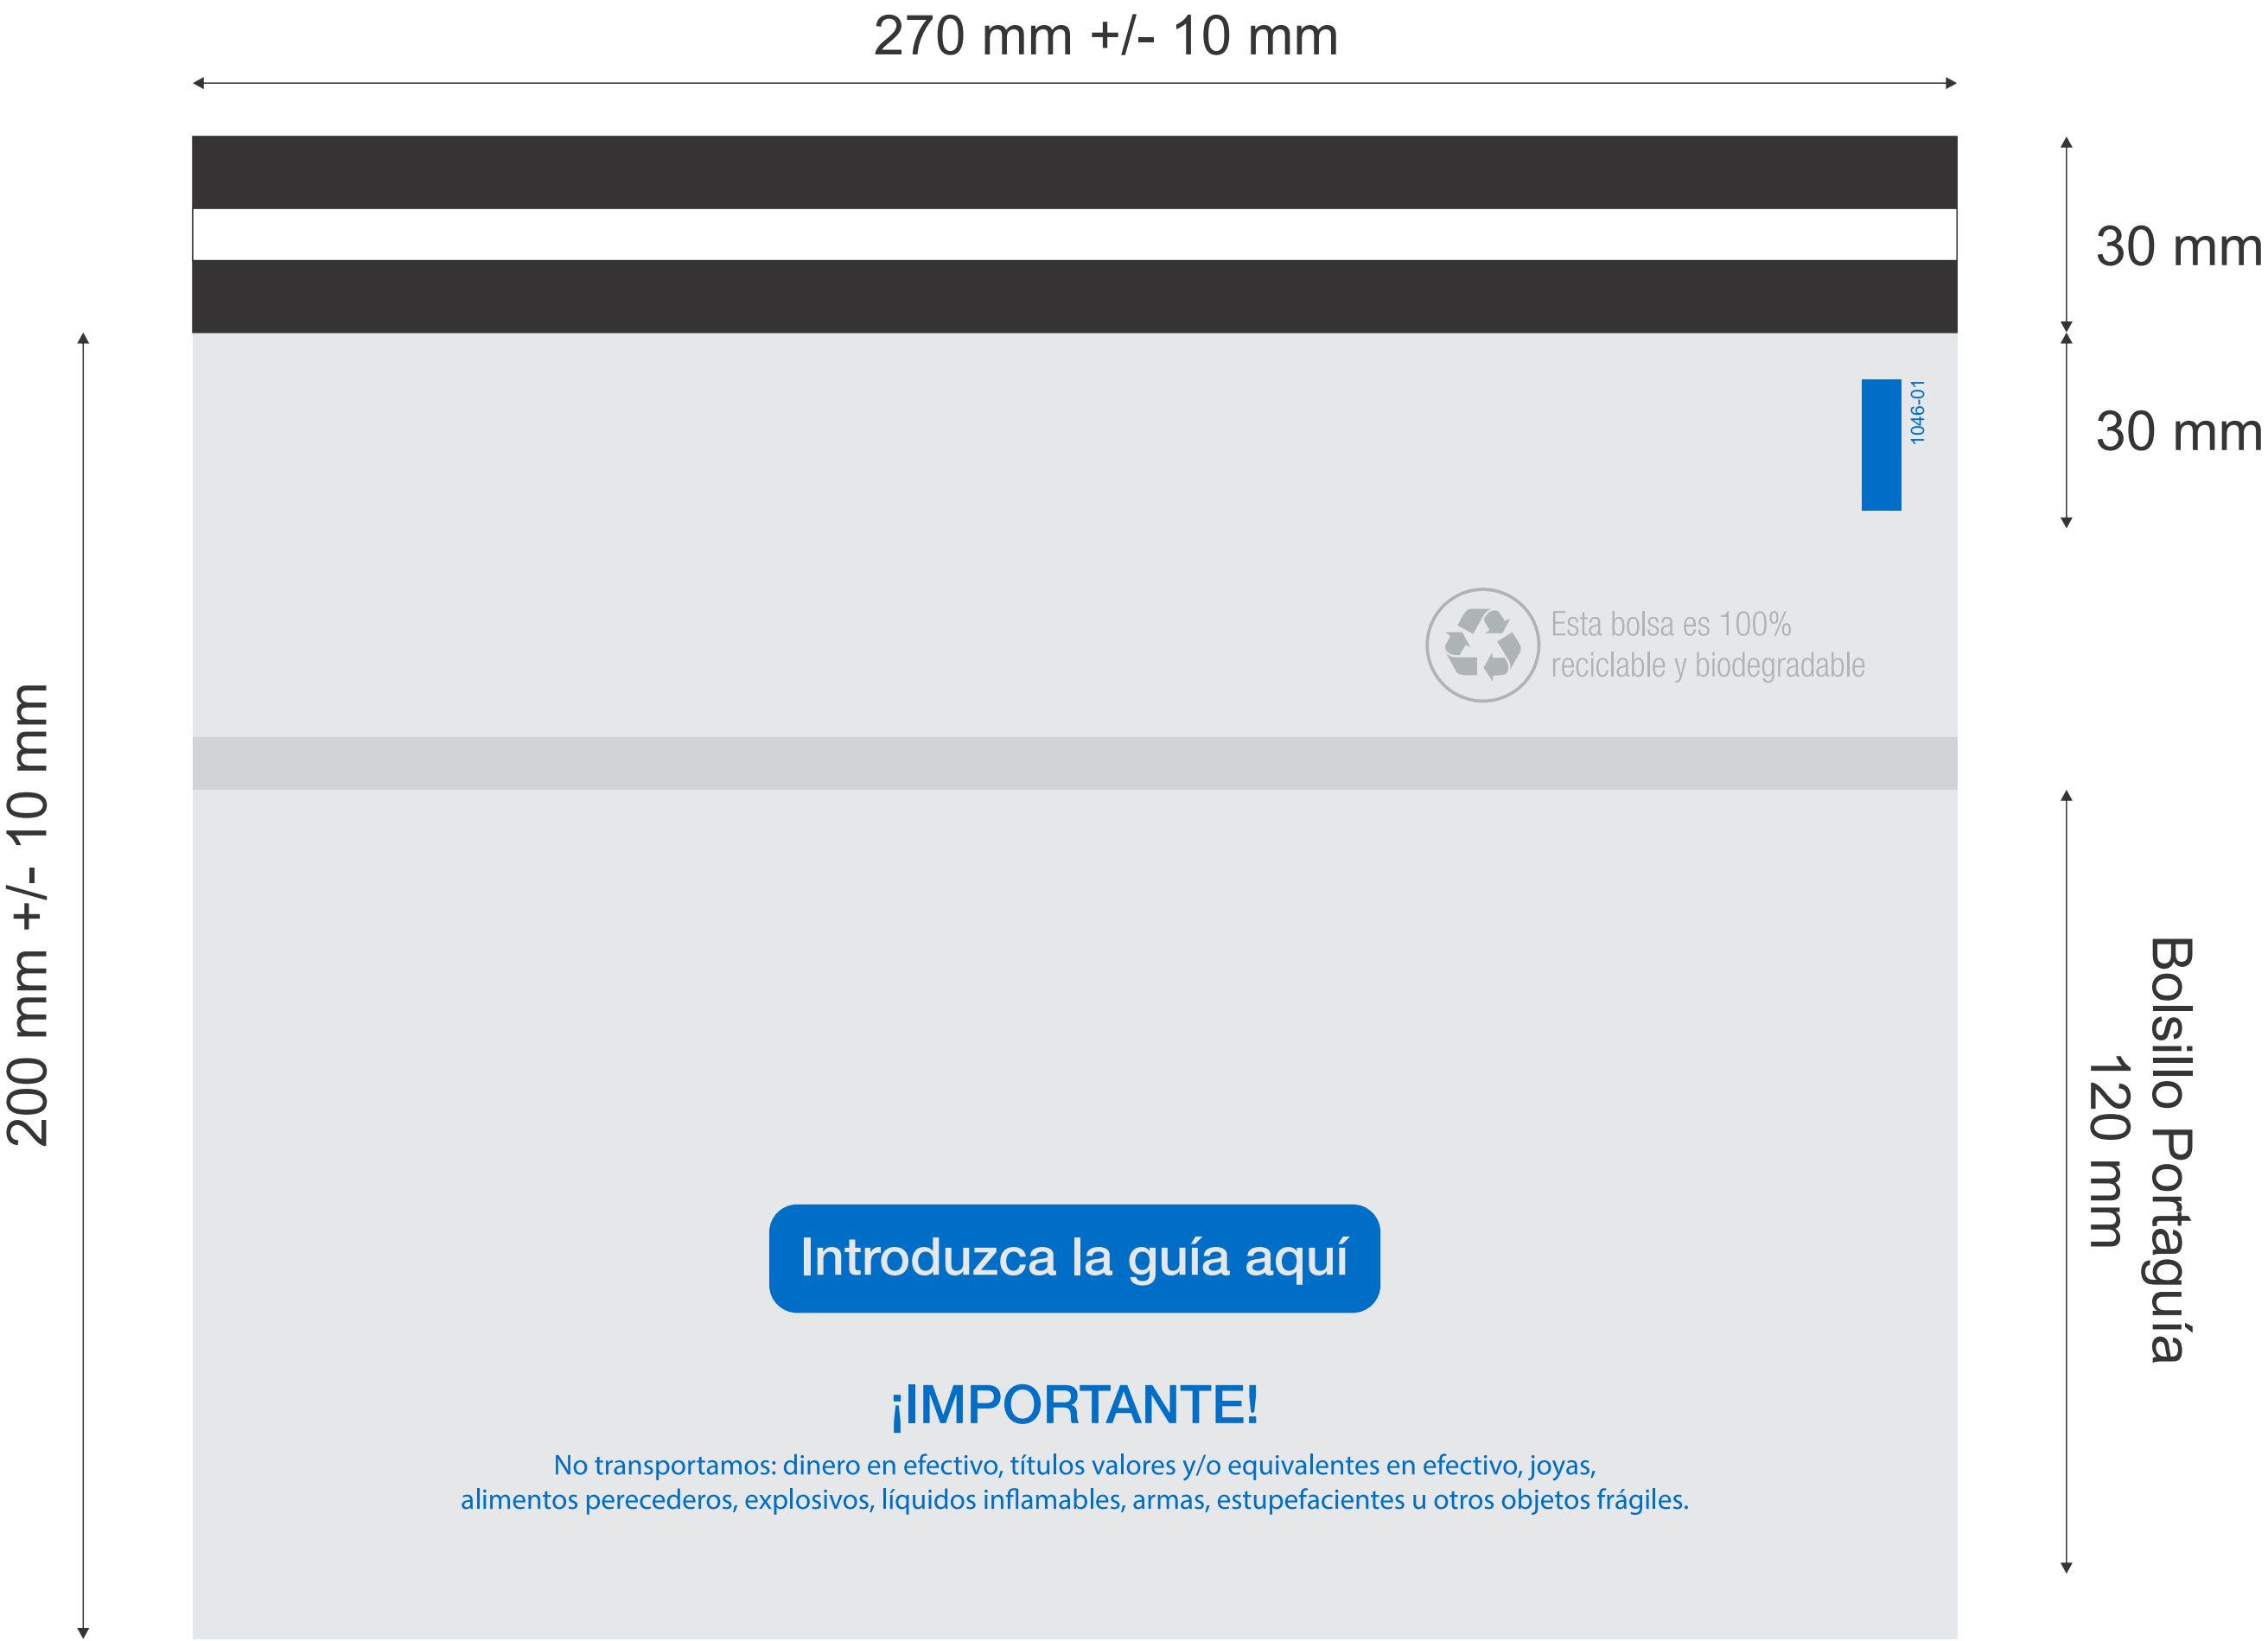 270 mm +/- 10 mm
30 mm
1046-01
30 mm
Esta bolsa es 100%
reciclable y biodegradable
200 mm +/- 10 mm
Bolsillo Portaguía
120 mm
Introduzca la guía aquí
¡IMPORTANTE!
No transportamos: dinero en efectivo, títulos valores y/o equivalentes en efectivo, joyas,
alimentos perecederos, explosivos, líquidos inflamables, armas, estupefacientes u otros objetos frágiles.